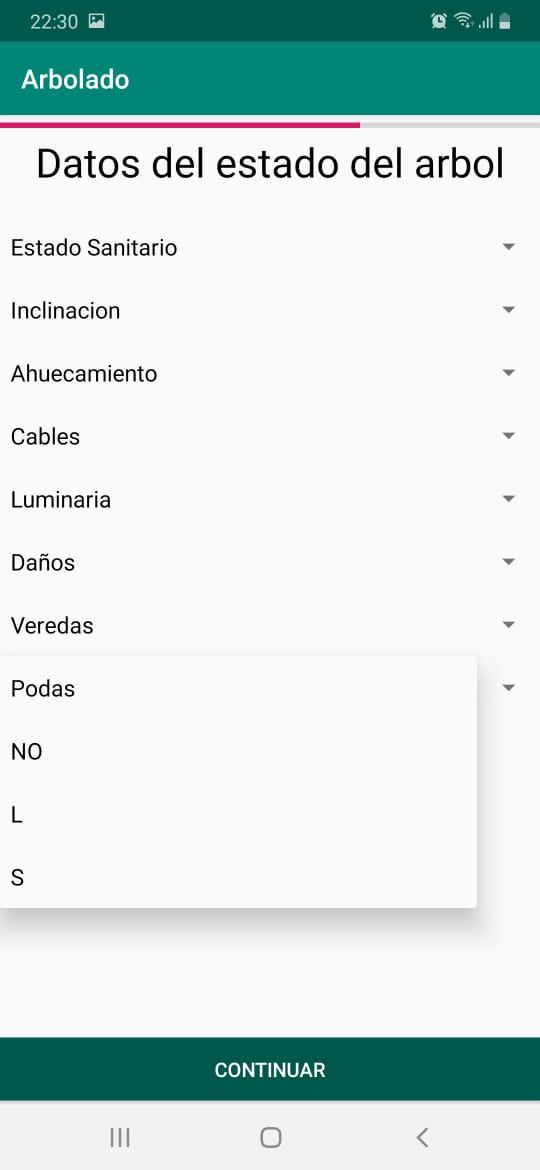 22:30
Arbolado
Datos del estado del arbol
Estado Sanitario
Inclinacion
Ahuecamiento
Cables
Luminaria
Daños
Veredas
Podas
NO
L
S
CONTINUAR